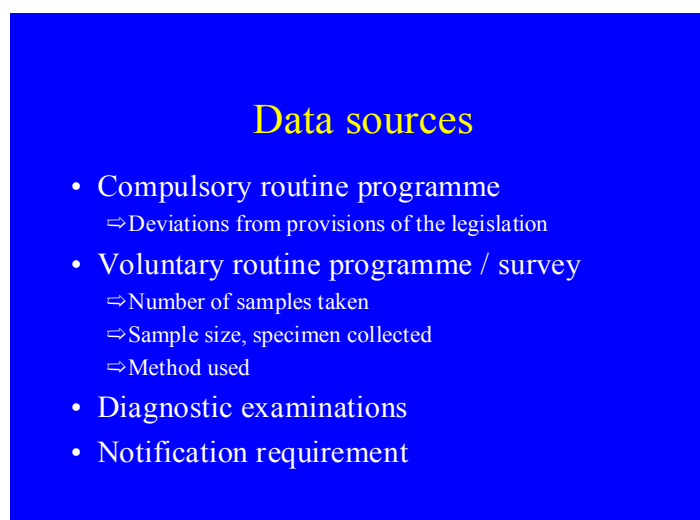 Data sources
• Compulsory routine programme
⇨Deviations from provisions of the legislation
• Voluntary routine programme / survey
⇨Number of samples taken
⇨Sample size, specimen collected
⇨Method used
• Diagnostic examinations
• Notification requirement